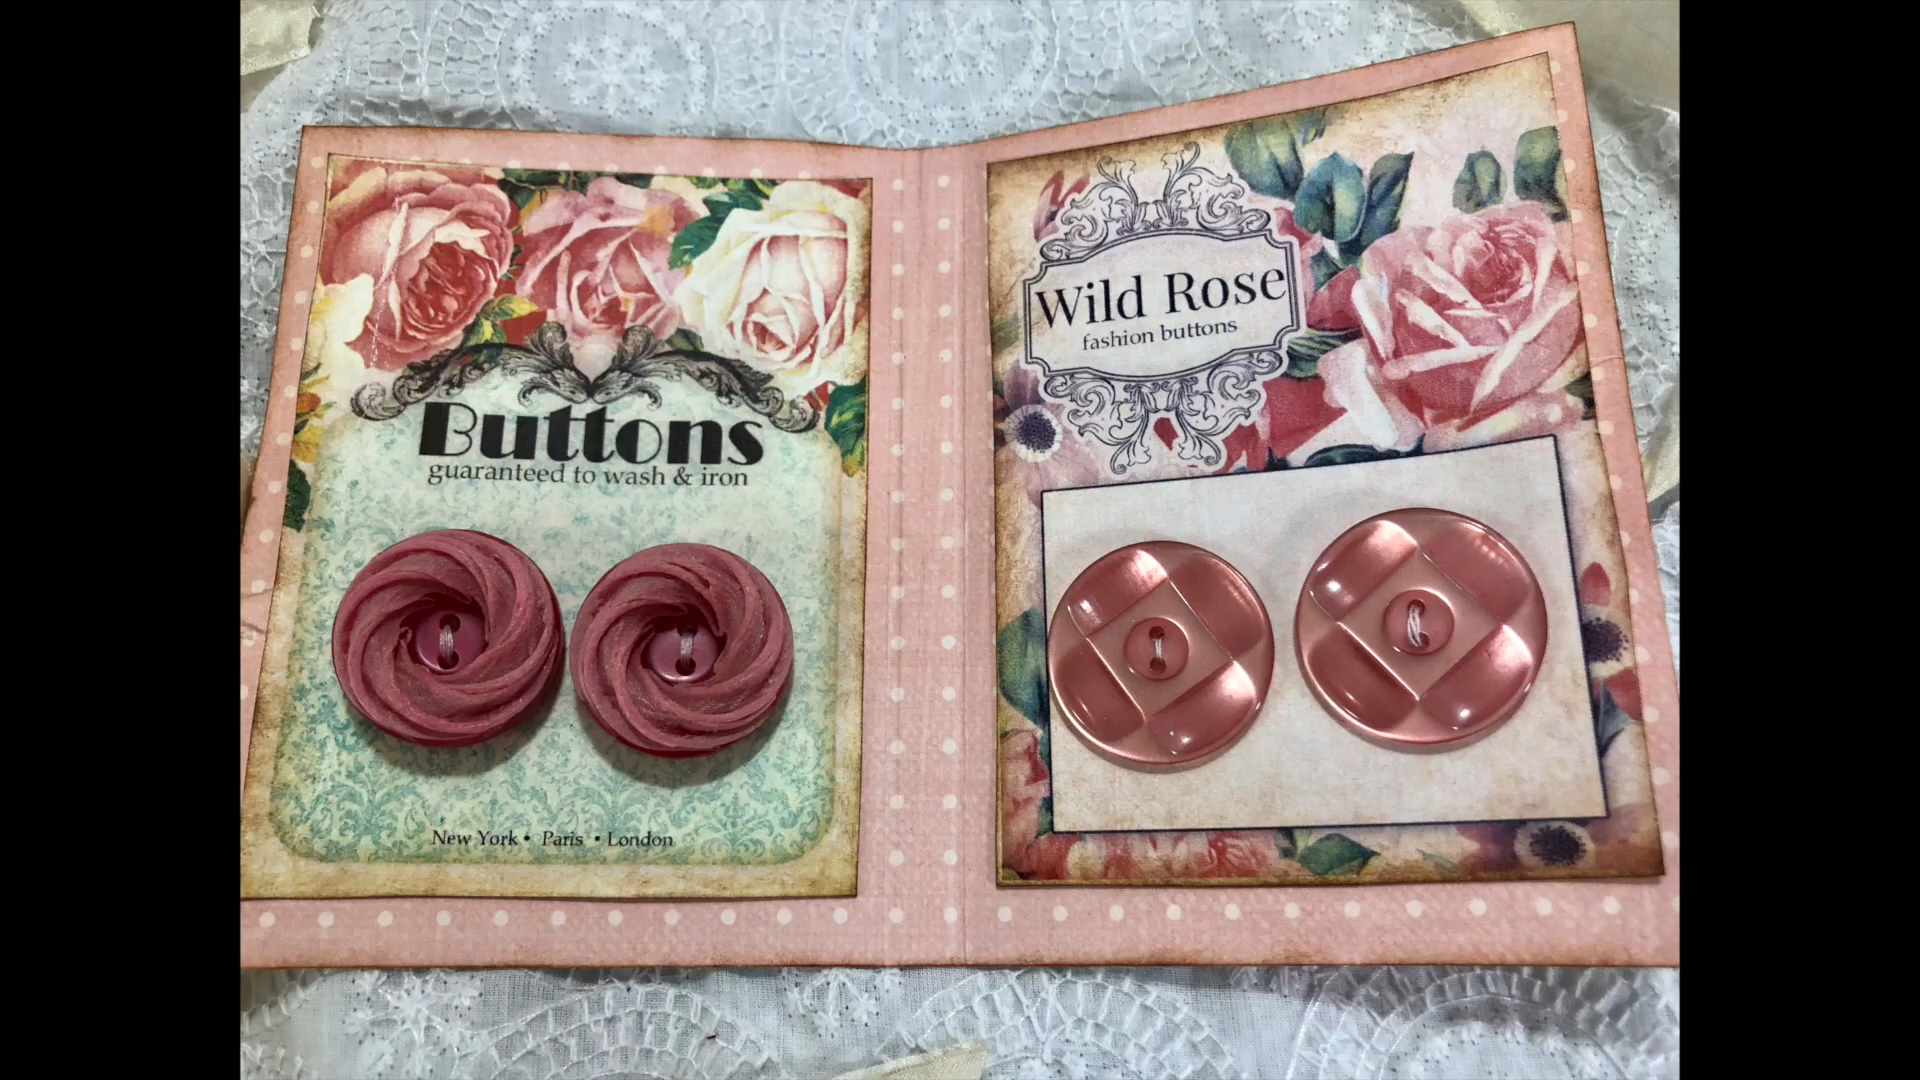 Buttons
guaranteed to wash & iron
New York • Paris • London
Wild Rose
fashion buttons